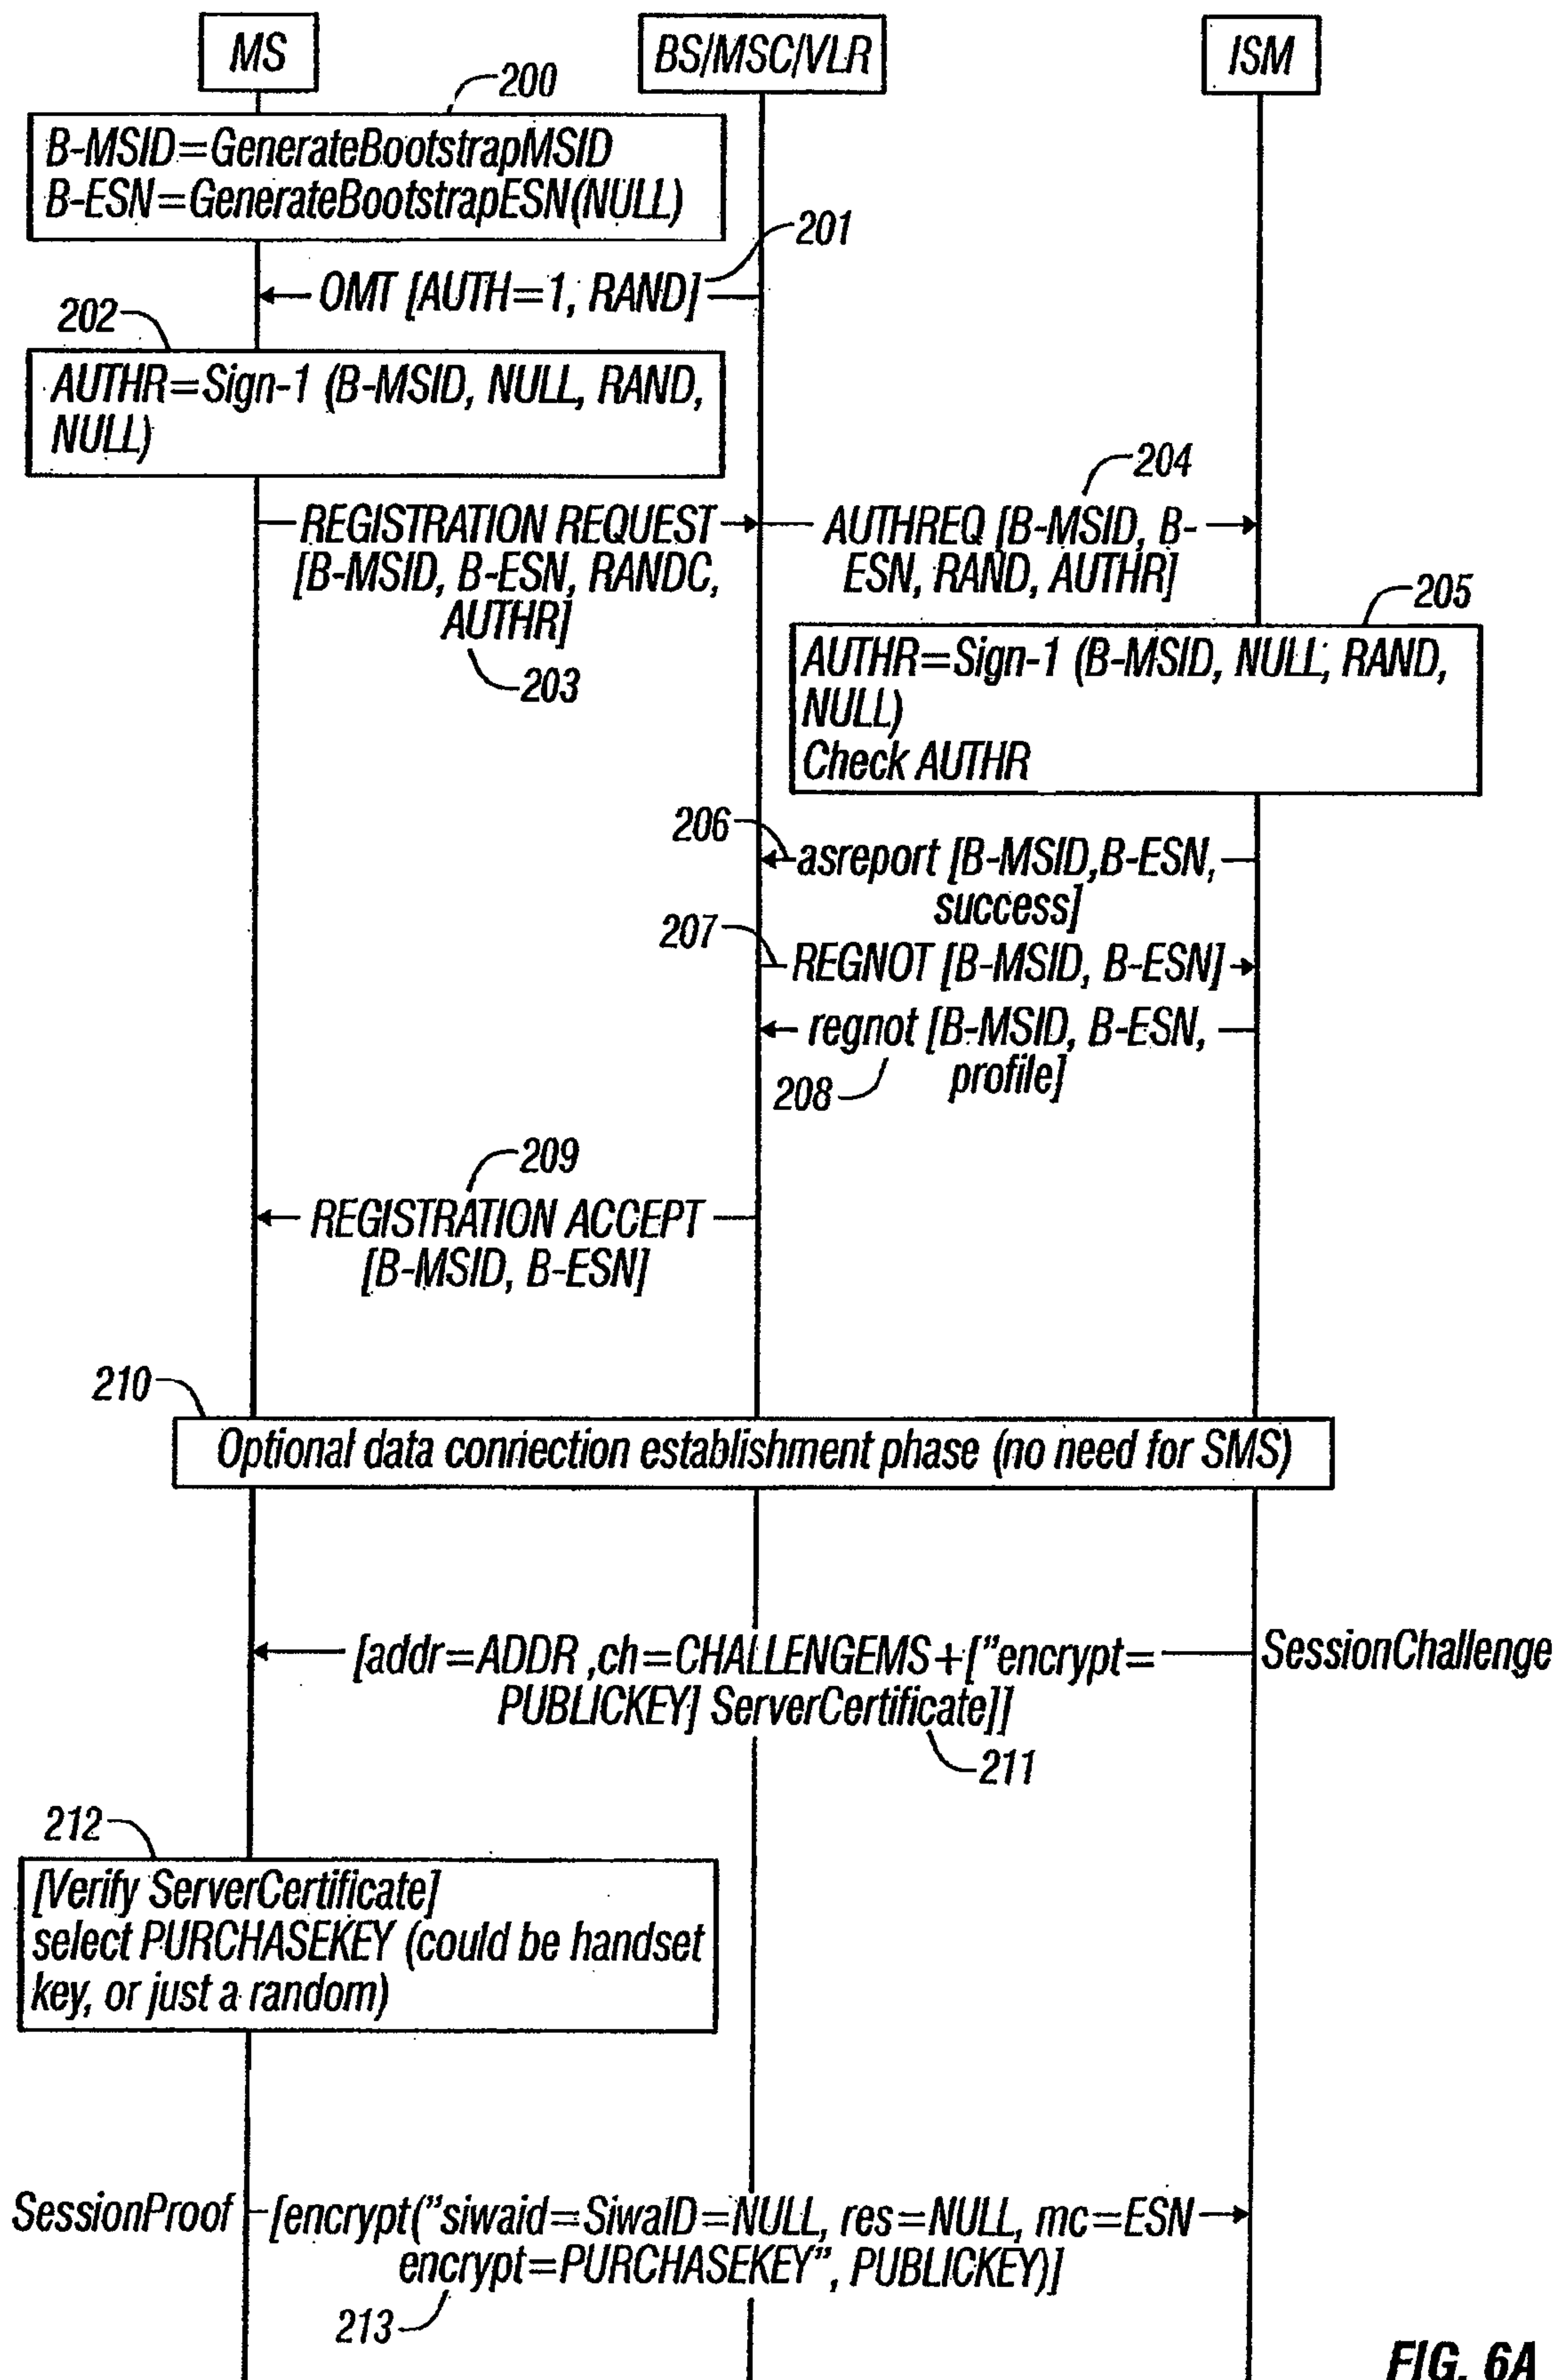 MS
BS/MSC/VLR
ISM
200
B-MSID=GenerateBootstrapMSID
B-ESN=GenerateBootstrapESN(NULL)
201
OMT [AUTH=1, RAND]
202
AUTHR=Sign-1 (B-MSID, NULL, RAND,
NULL)
204
REGISTRATION REQUEST
[B-MSID, B-ESN, RANDC,
AUTHR]
203
AUTHREQ [B-MSID, B-
ESN, RAND, AUTHR]
205
AUTHR=Sign-1 (B-MSID, NULL, RAND,
NULL)
Check AUTHR
206
asreport [B-MSID,B-ESN,
success]
207
REGNOT [B-MSID, B-ESN]
regnot [B-MSID, B-ESN,
profile]
208
209
REGISTRATION ACCEPT
[B-MSID, B-ESN]
210
Optional data connection establishment phase (no need for SMS)
[addr=ADDR ,ch=CHALLENGEMS+["encrypt=
PUBLICKEY] ServerCertificate]]
SessionChallenge
211
212
[Verify ServerCertificate]
select PURCHASEKEY (could be handset
key, or just a random)
SessionProof
[encrypt("siwaid=SiwaID=NULL, res=NULL, mc=ESN
encrypt=PURCHASEKEY", PUBLICKEY)]
213
FIG. 6A